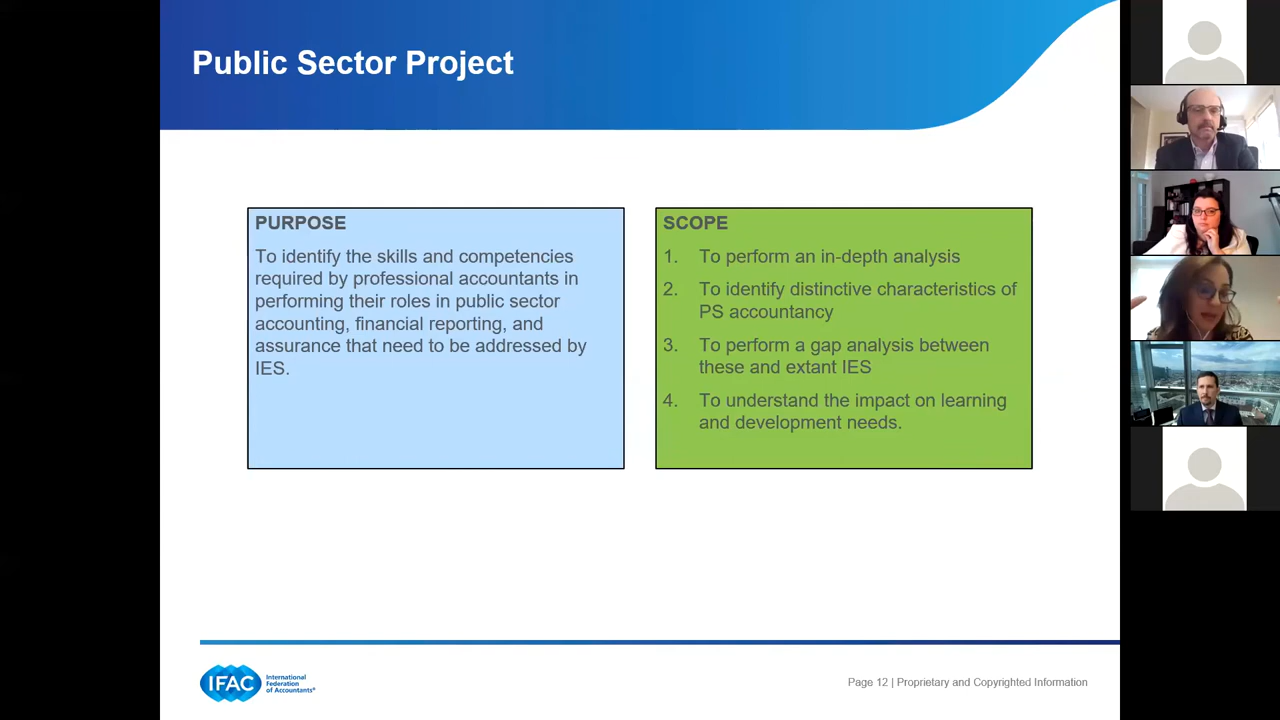 Public Sector Project
PURPOSE
To identify the skills and competencies
required by professional accountants in
performing their roles in public sector
accounting, financial reporting, and
assurance that need to be addressed by
IES.
SCOPE
1. To perform an in-depth analysis
2. To identify distinctive characteristics of
PS accountancy
3. To perform a gap analysis between
these and extant IES
4. To understand the impact on learning
and development needs.
IFAC
International
Federation
of Accountants®
Page 12 | Proprietary and Copyrighted Information